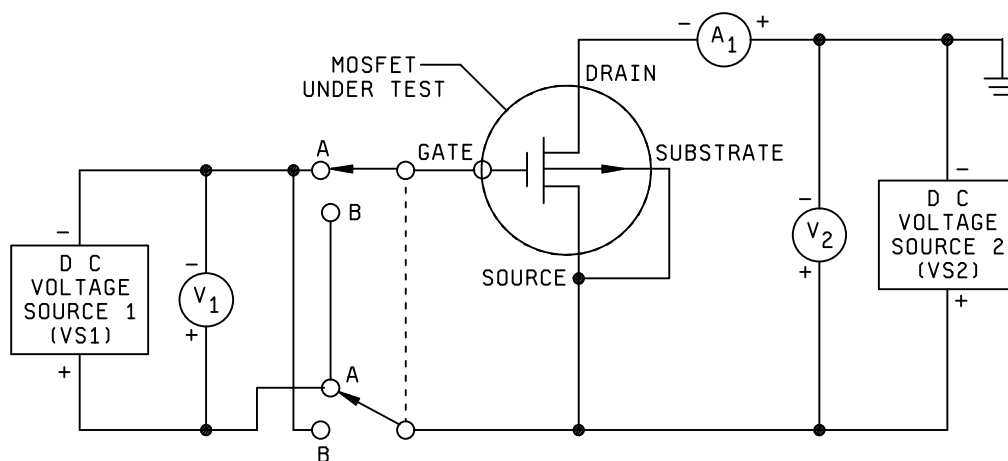 - A1 +
MOSFET
UNDER TEST
DRAIN
A
GATE
SUBSTRATE
B
-
D C
VOLTAGE
SOURCE 1
(VS1)
+
-
V1
+
SOURCE
-
V2
+
-
D C
VOLTAGE
SOURCE 2
(VS2)
+
A
B